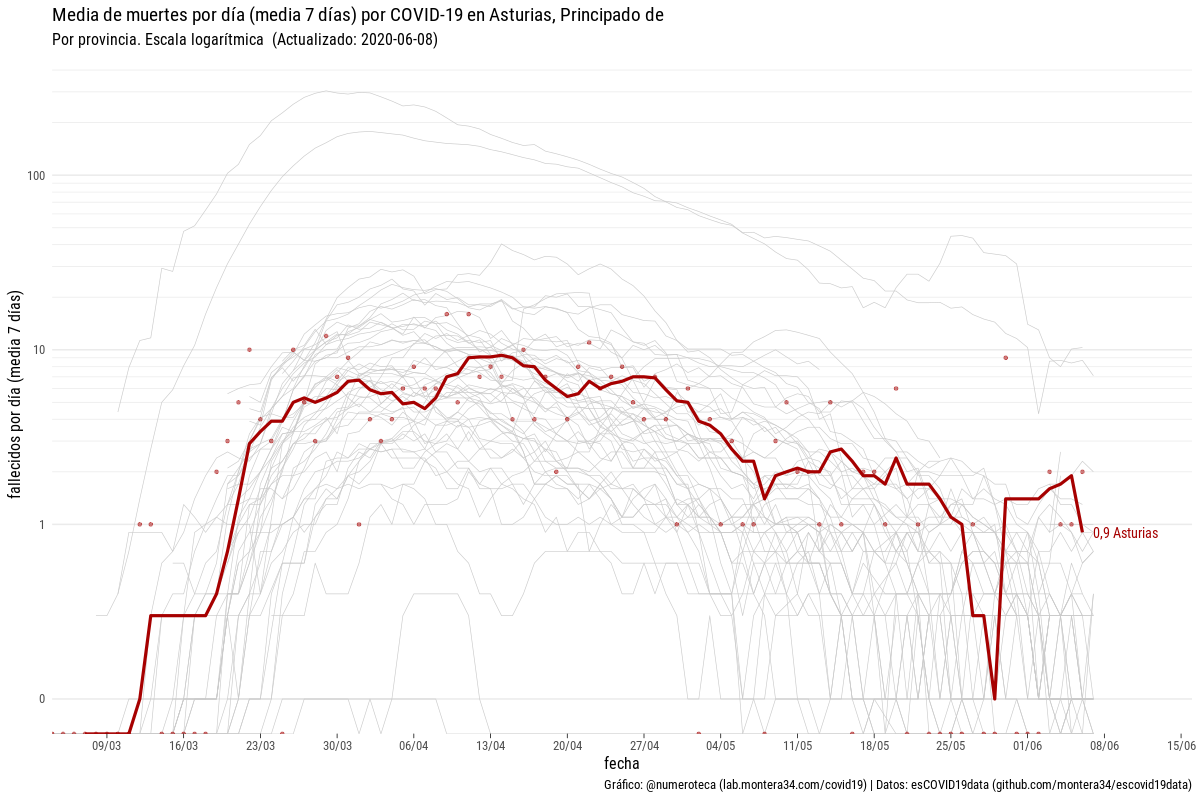 Media de muertes por día (media 7 días) por COVID-19 en Asturias, Principado de
Por provincia. Escala logarítmica (Actualizado: 2020-06-08)
fallecidos por día (media 7 días)
100
10
1
0
0,9 Asturias
09/03 16/03 23/03 30/03 06/04 13/04 20/04 27/04 04/05 11/05 18/05 25/05 01/06 08/06 15/06
fecha
Gráfico: @numeroteca (lab.montera34.com/covid19) | Datos: esCOVID19data (github.com/montera34/escovid19data)